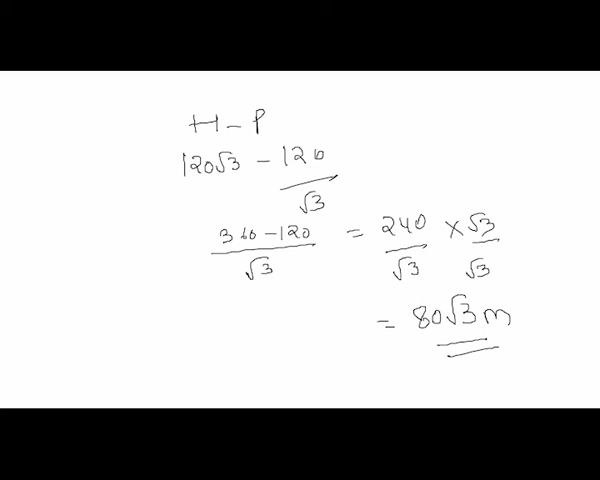 H - P
120√3 - 120/√3
360 - 120/√3 = 240/√3 × √3/√3
= 80√3 m